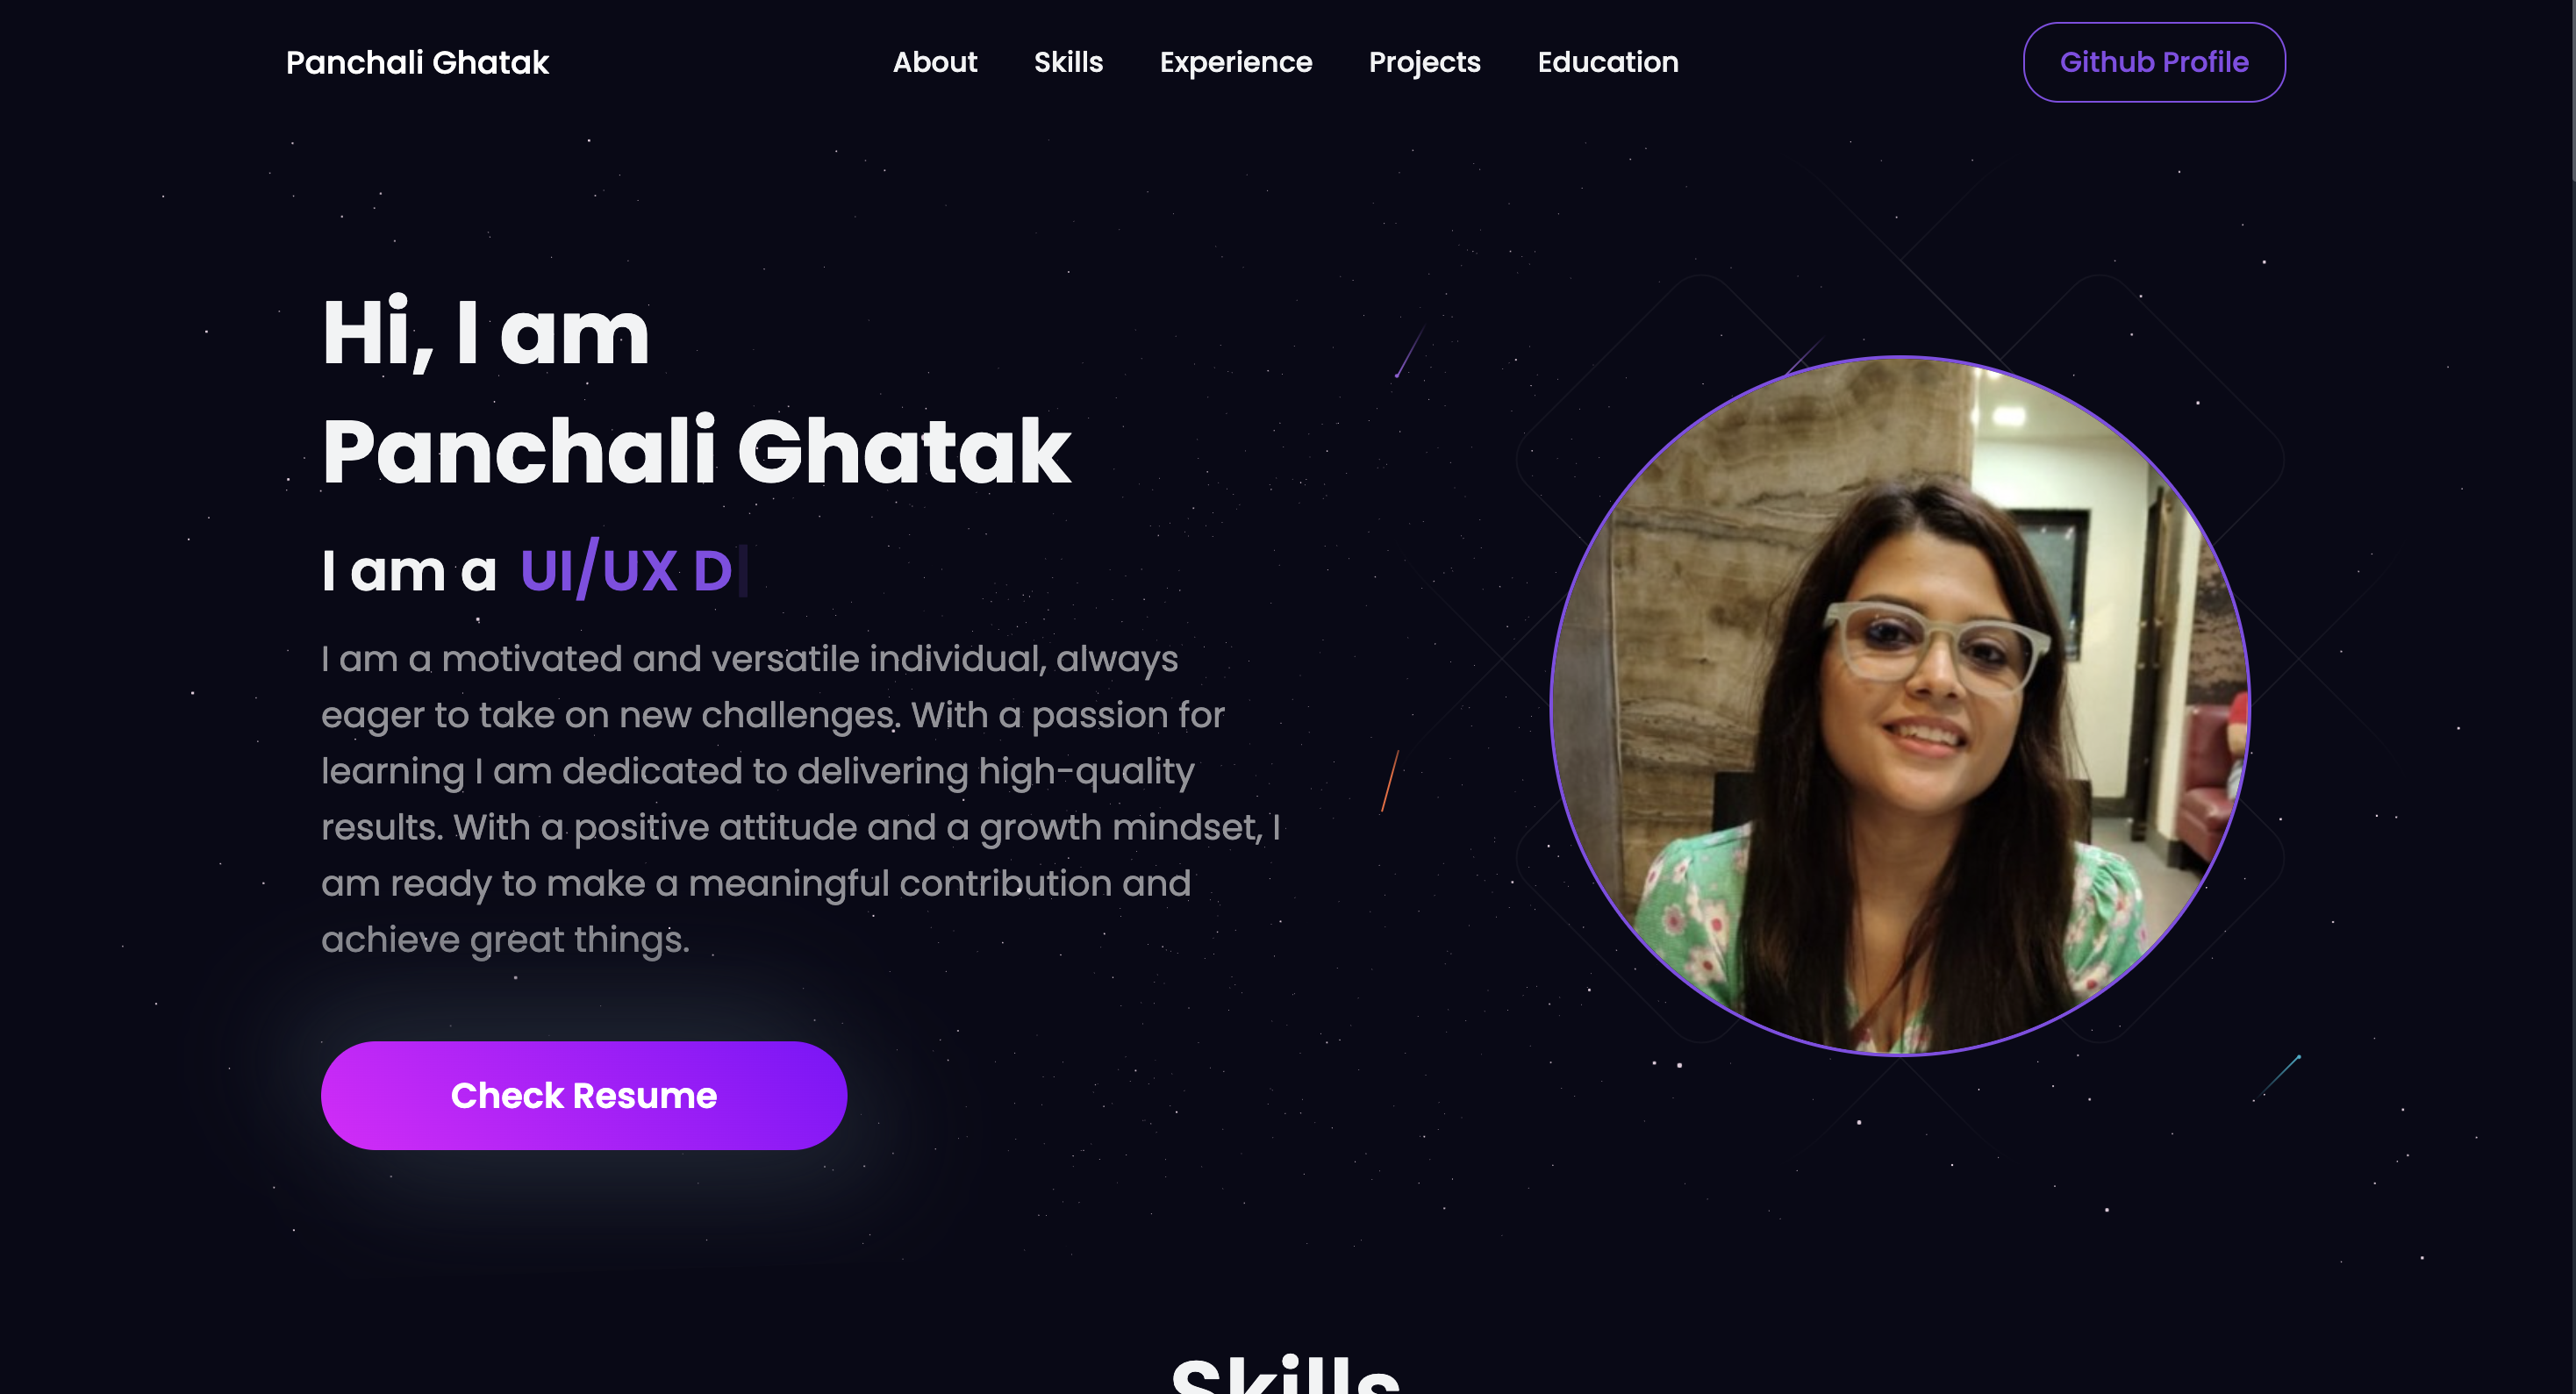 Panchali Ghatak
About Skills Experience Projects Education
Github Profile
Hi, I am
Panchali Ghatak
I am a UI/UX D
I am a motivated and versatile individual, always
eager to take on new challenges. With a passion for
learning I am dedicated to delivering high-quality
results. With a positive attitude and a growth mindset, I
am ready to make a meaningful contribution and
achieve great things.
Check Resume
Skills